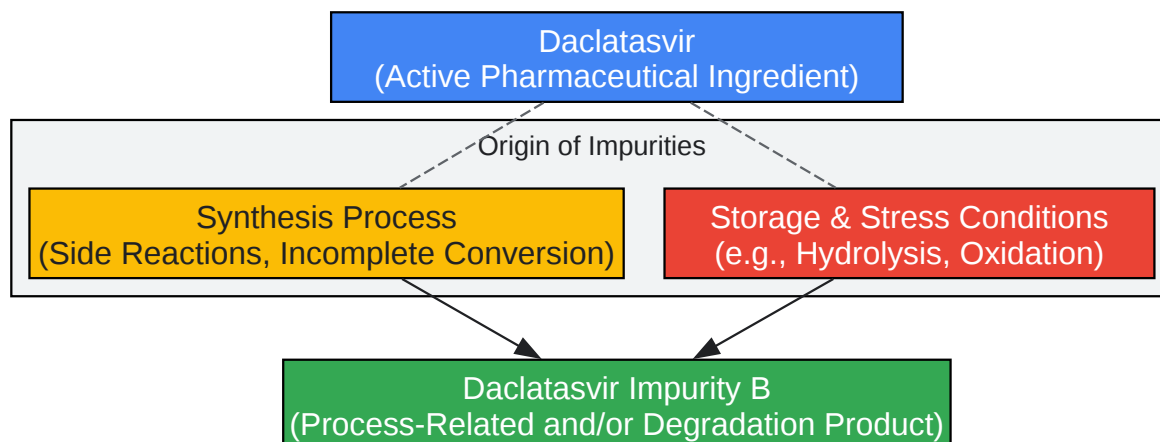 Daclatasvir
(Active Pharmaceutical Ingredient)
Origin of Impurities
Synthesis Process
(Side Reactions, Incomplete Conversion)
Storage & Stress Conditions
(e.g., Hydrolysis, Oxidation)
Daclatasvir Impurity B
(Process-Related and/or Degradation Product)